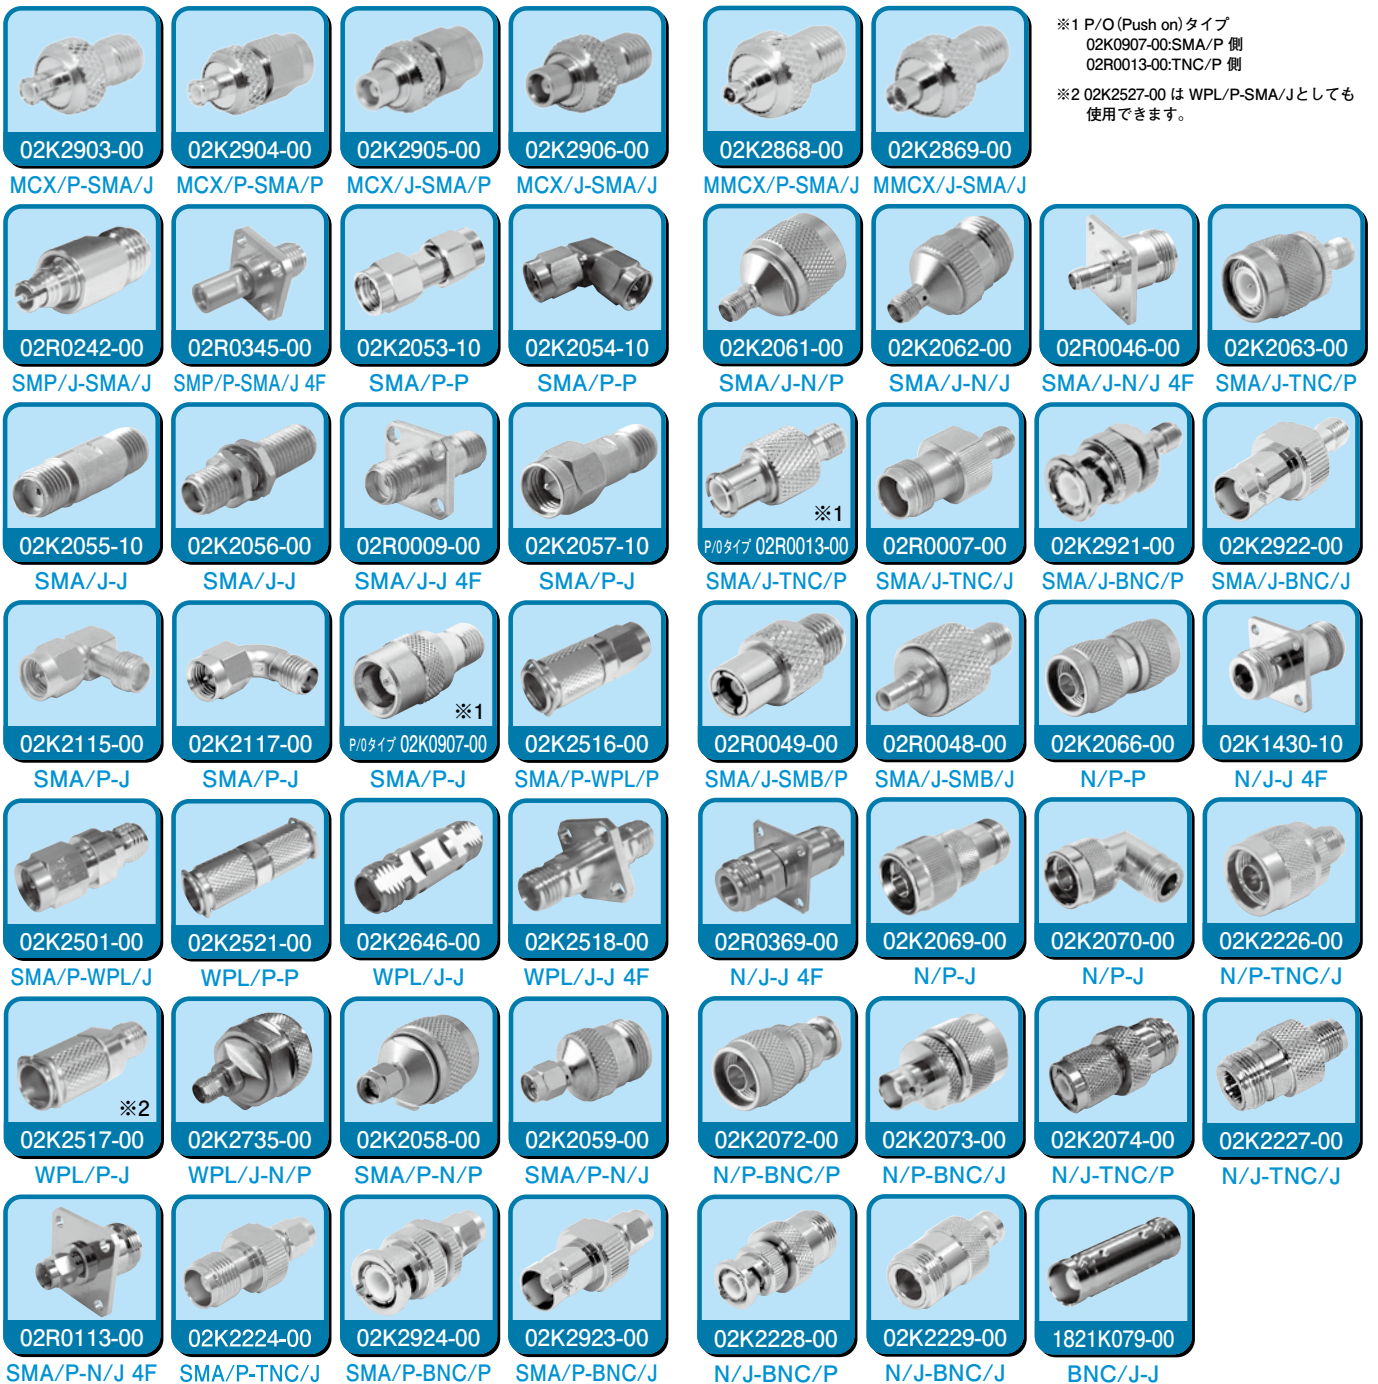 02K2903-00
MCX/P-SMA/J
02K2904-00
MCX/P-SMA/P
02K2905-00
MCX/J-SMA/P
02K2906-00
MCX/J-SMA/J
02K2868-00
MMCX/P-SMA/J
02K2869-00
MMCX/J-SMA/J
※1 P/O(Push on)タイプ
02K0907-00:SMA/P 側
02R0013-00:TNC/P 側
※2 02K2527-00 は WPL/P-SMA/Jとしても
使用できます。
02R0242-00
SMP/J-SMA/J
02R0345-00
SMP/P-SMA/J 4F
02K2053-10
SMA/P-P
02K2054-10
SMA/P-P
02K2061-00
SMA/J-N/P
02K2062-00
SMA/J-N/J
02R0046-00
SMA/J-N/J 4F
02K2063-00
SMA/J-TNC/P
02K2055-10
SMA/J-J
02K2056-00
SMA/J-J
02R0009-00
SMA/J-J 4F
02K2057-10
SMA/P-J
※1
P/Oタイプ 02R0013-00
SMA/J-TNC/P
02R0007-00
SMA/J-TNC/J
02K2921-00
SMA/J-BNC/P
02K2922-00
SMA/J-BNC/J
02K2115-00
SMA/P-J
02K2117-00
SMA/P-J
※1
P/Oタイプ 02K0907-00
SMA/P-J
02K2516-00
SMA/P-WPL/P
02R0049-00
SMA/J-SMB/P
02R0048-00
SMA/J-SMB/J
02K2066-00
N/P-P
02K1430-10
N/J-J 4F
02K2501-00
SMA/P-WPL/J
02K2521-00
WPL/P-P
02K2646-00
WPL/J-J
02K2518-00
WPL/J-J 4F
02R0369-00
N/J-J 4F
02K2069-00
N/P-J
02K2070-00
N/P-J
02K2226-00
N/P-TNC/J
※2
02K2517-00
WPL/P-J
02K2735-00
WPL/J-N/P
02K2058-00
SMA/P-N/P
02K2059-00
SMA/P-N/J
02K2072-00
N/P-BNC/P
02K2073-00
N/P-BNC/J
02K2074-00
N/J-TNC/P
02K2227-00
N/J-TNC/J
02R0113-00
SMA/P-N/J 4F
02K2224-00
SMA/P-TNC/J
02K2924-00
SMA/P-BNC/P
02K2923-00
SMA/P-BNC/J
02K2228-00
N/J-BNC/P
02K2229-00
N/J-BNC/J
1821K079-00
BNC/J-J